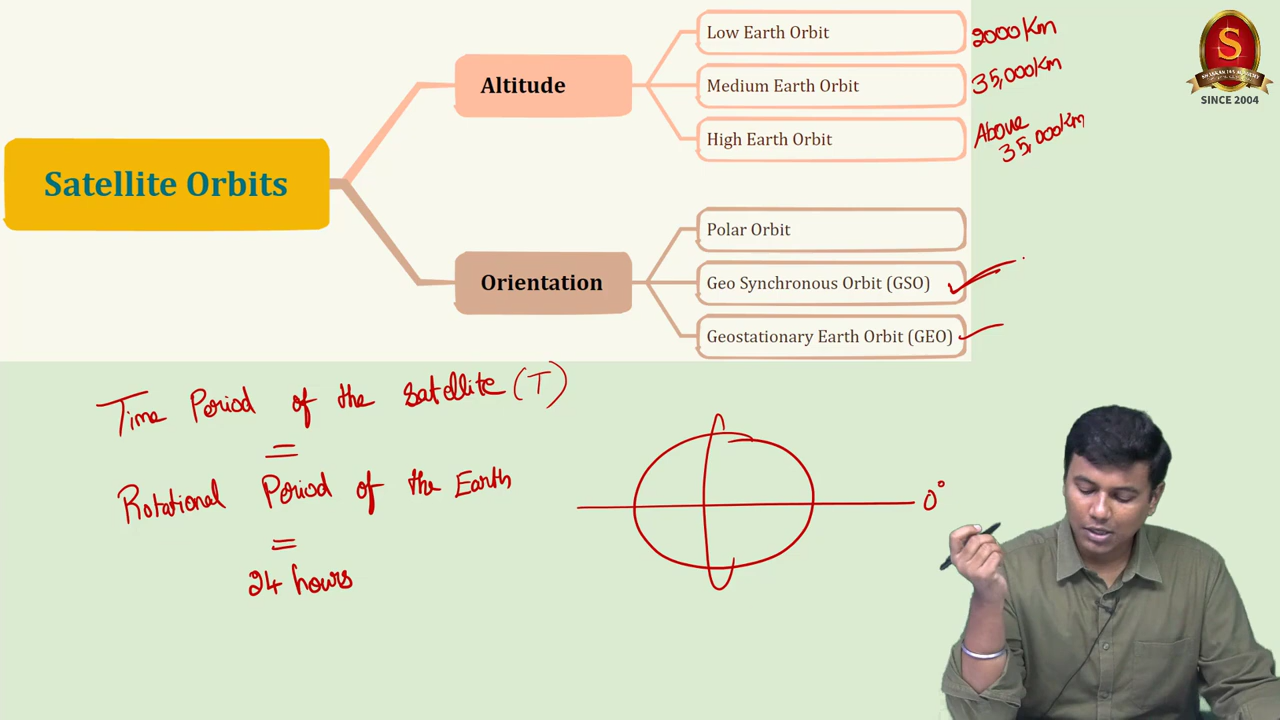 Low Earth Orbit
2000Km
Altitude
Medium Earth Orbit
35,000Km
High Earth Orbit
Above
35,000Km
Satellite Orbits
Polar Orbit
Orientation
Geo Synchronous Orbit (GSO)
Geostationary Earth Orbit (GEO)
S
SINCE 2004
Time Period of the satellite (T)
=
Rotational Period of the Earth
=
24 hours
0°